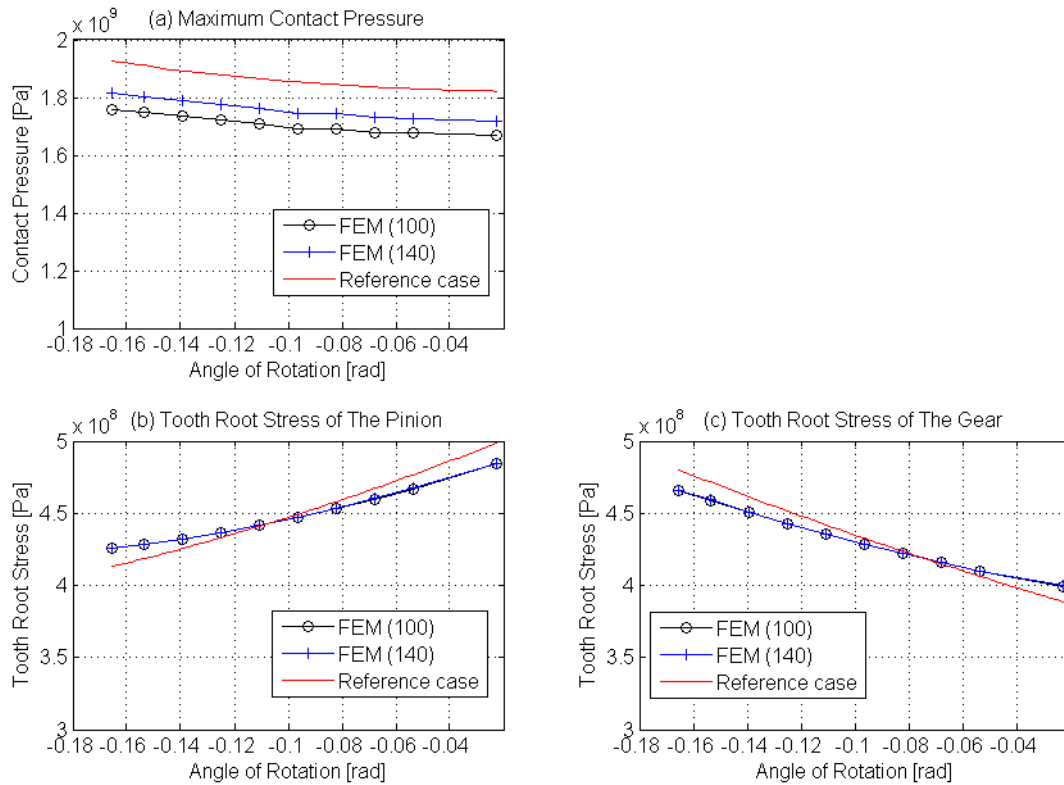 x 10^9
(a) Maximum Contact Pressure
Contact Pressure [Pa]
2
1.8
1.6
1.4
1.2
1
FEM (100)
FEM (140)
Reference case
-0.18 -0.16 -0.14 -0.12 -0.1 -0.08 -0.06 -0.04
Angle of Rotation [rad]
x 10^8
(b) Tooth Root Stress of The Pinion
Tooth Root Stress [Pa]
5
4.5
4
3.5
3
FEM (100)
FEM (140)
Reference case
-0.18 -0.16 -0.14 -0.12 -0.1 -0.08 -0.06 -0.04
Angle of Rotation [rad]
x 10^8
(c) Tooth Root Stress of The Gear
Tooth Root Stress [Pa]
5
4.5
4
3.5
3
FEM (100)
FEM (140)
Reference case
-0.18 -0.16 -0.14 -0.12 -0.1 -0.08 -0.06 -0.04
Angle of Rotation [rad]